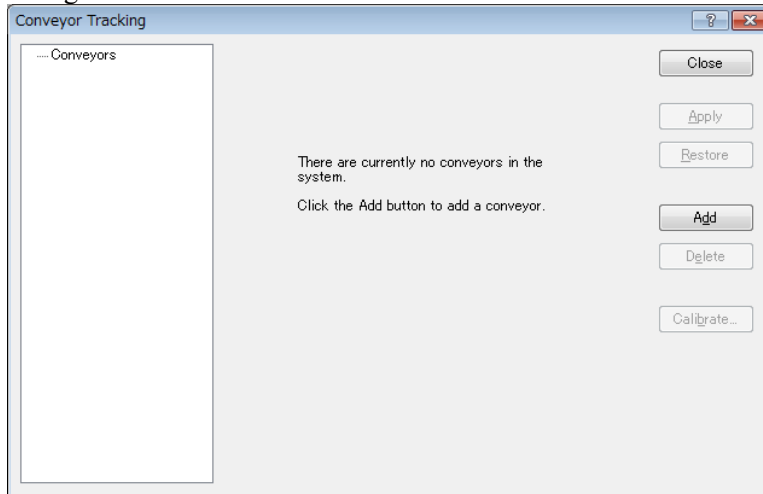 Conveyor Tracking
Conveyors
Close
Apply
Restore
There are currently no conveyors in the
system.
Click the Add button to add a conveyor.
Add
Delete
Calibrate...